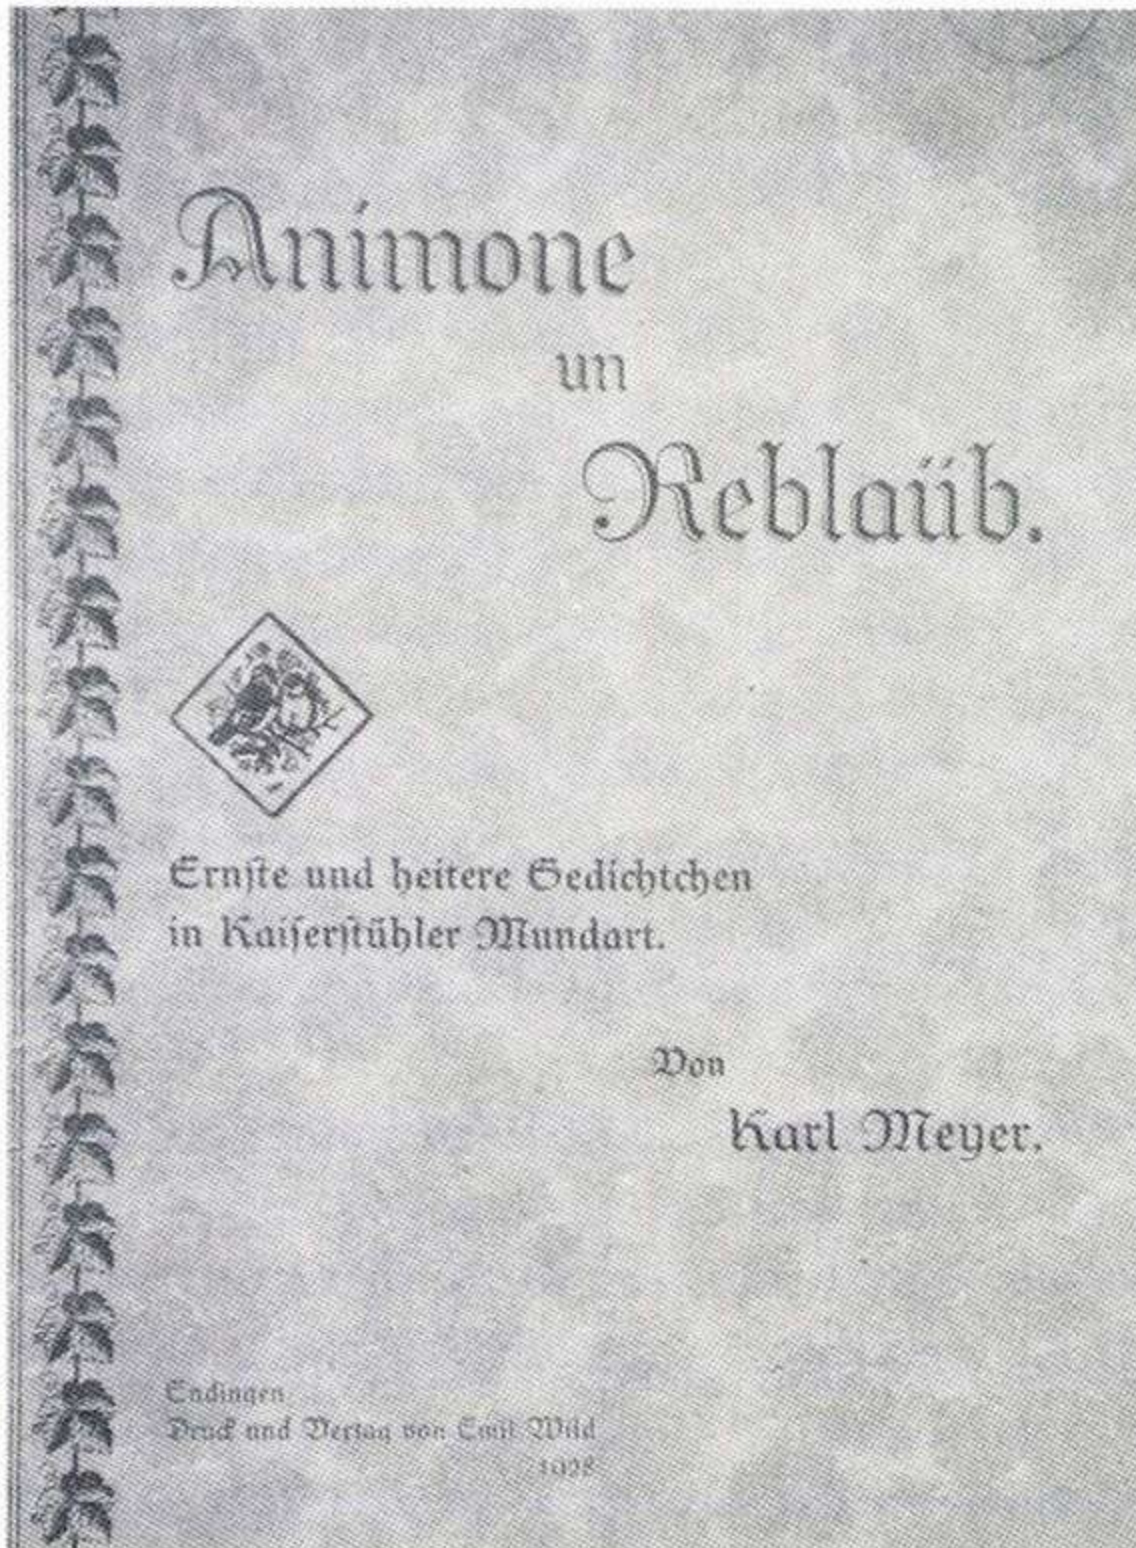 Animone
un
Reblaüb.
Ernste und heitere Gedichtchen
in Kaiserstühler Mundart.
Von
Karl Meyer.
Endingen
Druck und Verlag von Emil Wild
1928